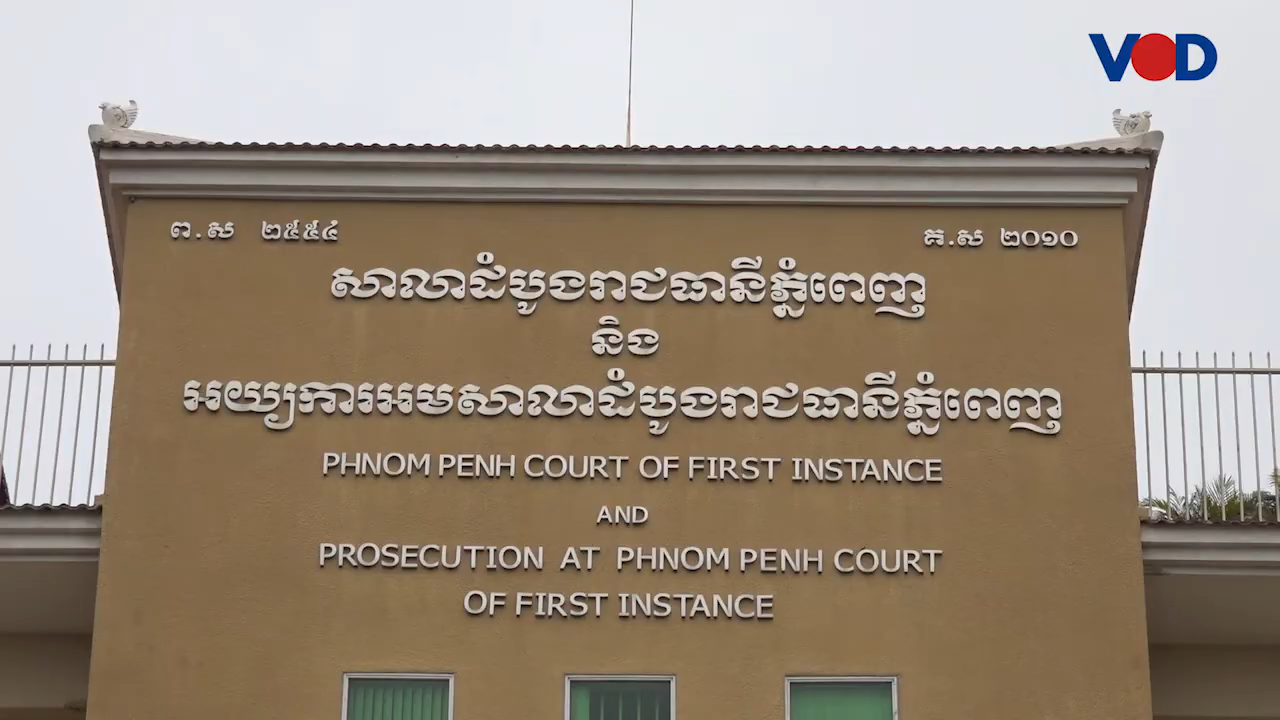 VOD
ព.ស ២៥៥៤
គ.ស ២០១០
សាលាដំបូងរាជធានីភ្នំពេញ
និង
អយ្យការអមសាលាដំបូងរាជធានីភ្នំពេញ
PHNOM PENH COURT OF FIRST INSTANCE
AND
PROSECUTION AT PHNOM PENH COURT
OF FIRST INSTANCE